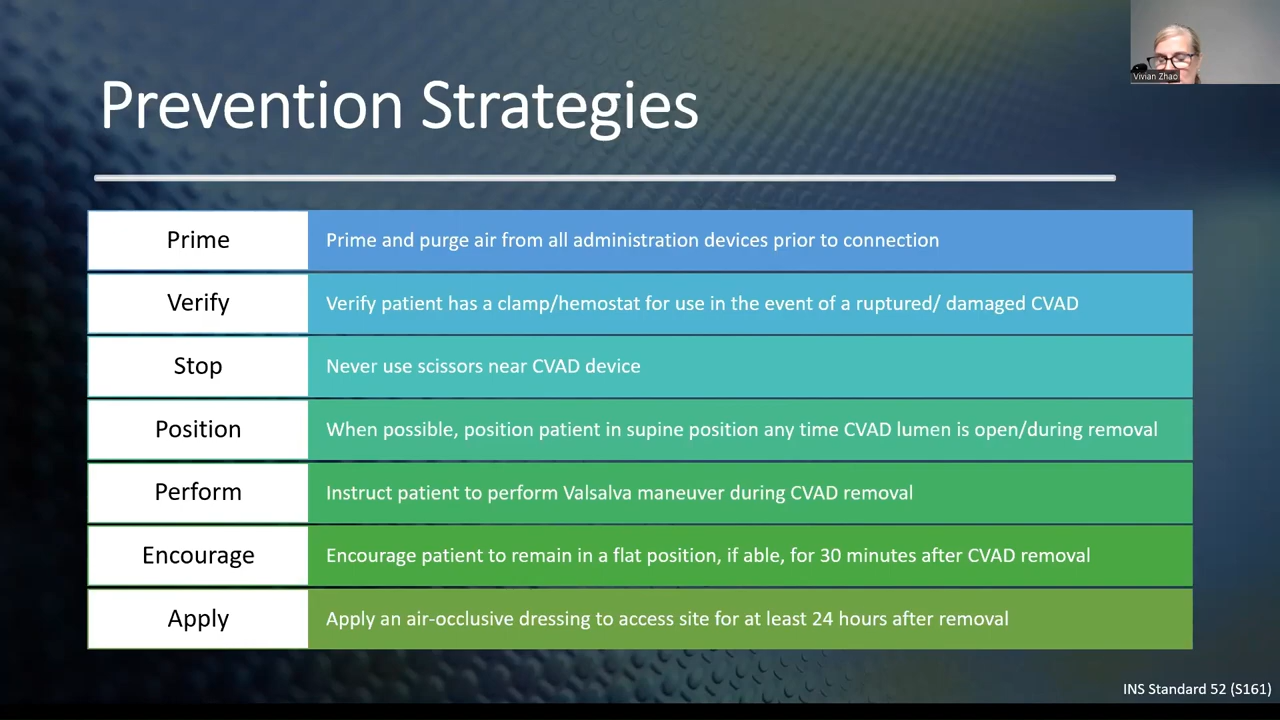 Vivian Zhao
Prevention Strategies
Prime
Prime and purge air from all administration devices prior to connection
Verify
Verify patient has a clamp/hemostat for use in the event of a ruptured/ damaged CVAD
Stop
Never use scissors near CVAD device
Position
When possible, position patient in supine position any time CVAD lumen is open/during removal
Perform
Instruct patient to perform Valsalva maneuver during CVAD removal
Encourage
Encourage patient to remain in a flat position, if able, for 30 minutes after CVAD removal
Apply
Apply an air-occlusive dressing to access site for at least 24 hours after removal
INS Standard 52 (S161)